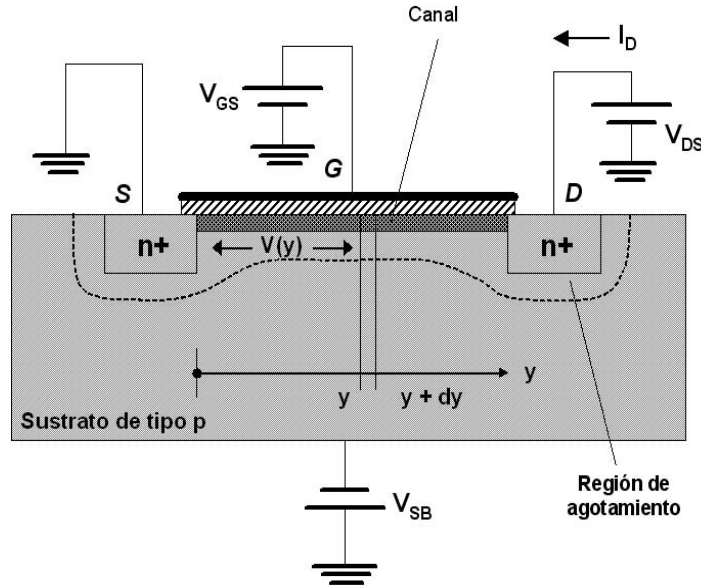 Canal
I_D
V_GS
V_DS
G
S
D
n+
V(y)
n+
y
y
y + dy
Sustrato de tipo p
Región de
agotamiento
V_SB